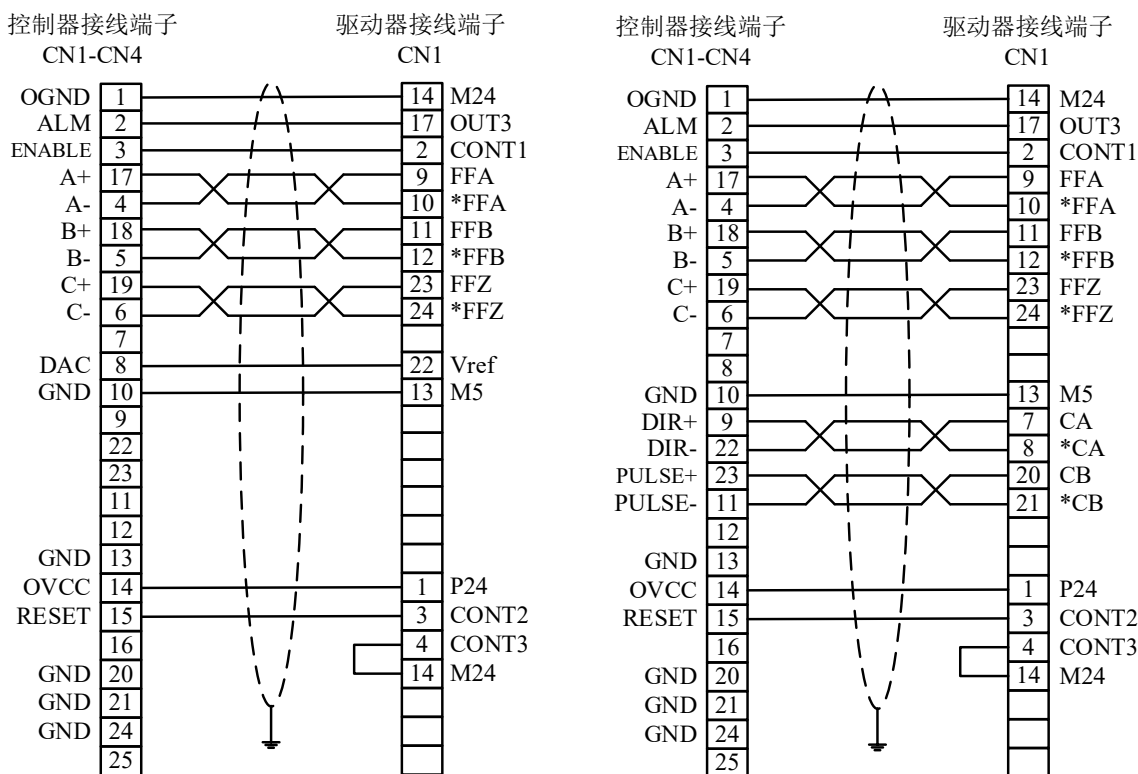 控制器接线端子 驱动器接线端子
CN1-CN4 CN1
OGND 1 14 M24
ALM 2 17 OUT3
ENABLE 3 2 CONT1
A+ 17 9 FFA
A- 4 10 *FFA
B+ 18 11 FFB
B- 5 12 *FFB
C+ 19 23 FFZ
C- 6 24 *FFZ
7
DAC 8 22 Vref
GND 10 13 M5
9
22
23
11
12
GND 13
OVCC 14 1 P24
RESET 15 3 CONT2
16 4 CONT3
GND 20 14 M24
GND 21
GND 24
25
控制器接线端子 驱动器接线端子
CN1-CN4 CN1
OGND 1 14 M24
ALM 2 17 OUT3
ENABLE 3 2 CONT1
A+ 17 9 FFA
A- 4 10 *FFA
B+ 18 11 FFB
B- 5 12 *FFB
C+ 19 23 FFZ
C- 6 24 *FFZ
7
8
GND 10 13 M5
DIR+ 9 7 CA
DIR- 22 8 *CA
PULSE+ 23 20 CB
PULSE- 11 21 *CB
12
GND 13
OVCC 14 1 P24
RESET 15 3 CONT2
16 4 CONT3
GND 20 14 M24
GND 21
GND 24
25